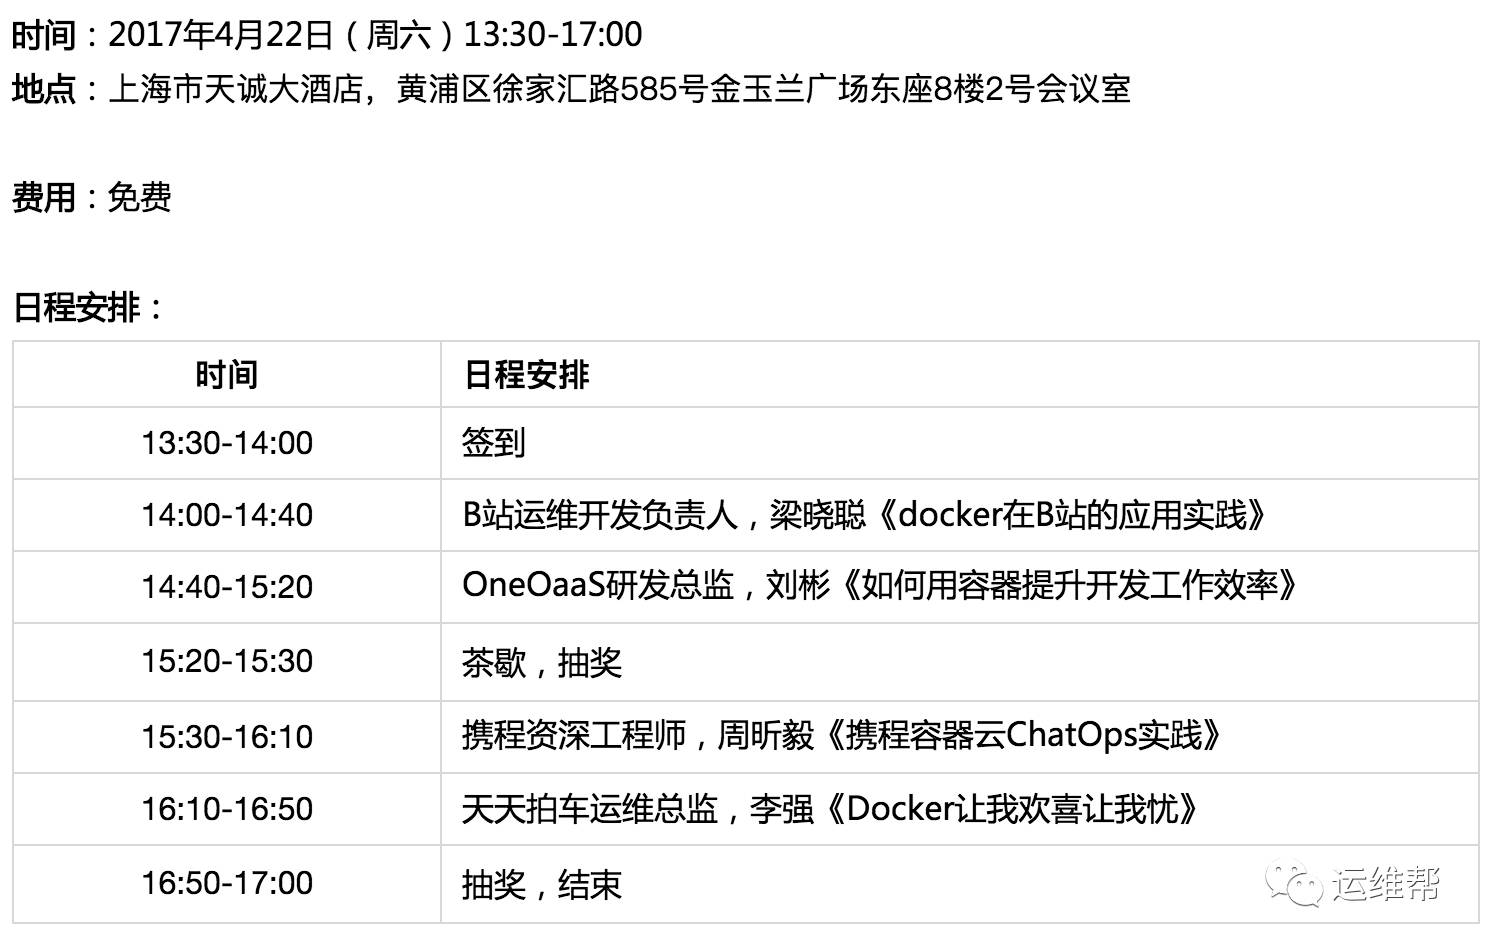 时间：2017年4月22日（周六）13:30-17:00
地点：上海市天诚大酒店，黄浦区徐家汇路585号金玉兰广场东座8楼2号会议室
费用：免费
日程安排：
时间 日程安排
13:30-14:00 签到
14:00-14:40 B站运维开发负责人，梁晓聪《docker在B站的应用实践》
14:40-15:20 OneOaaS研发总监，刘彬《如何用容器提升开发工作效率》
15:20-15:30 茶歇，抽奖
15:30-16:10 携程资深工程师，周昕毅《携程容器云ChatOps实践》
16:10-16:50 天天拍车运维总监，李强《Docker让我欢喜让我忧》
16:50-17:00 抽奖，结束
运维帮